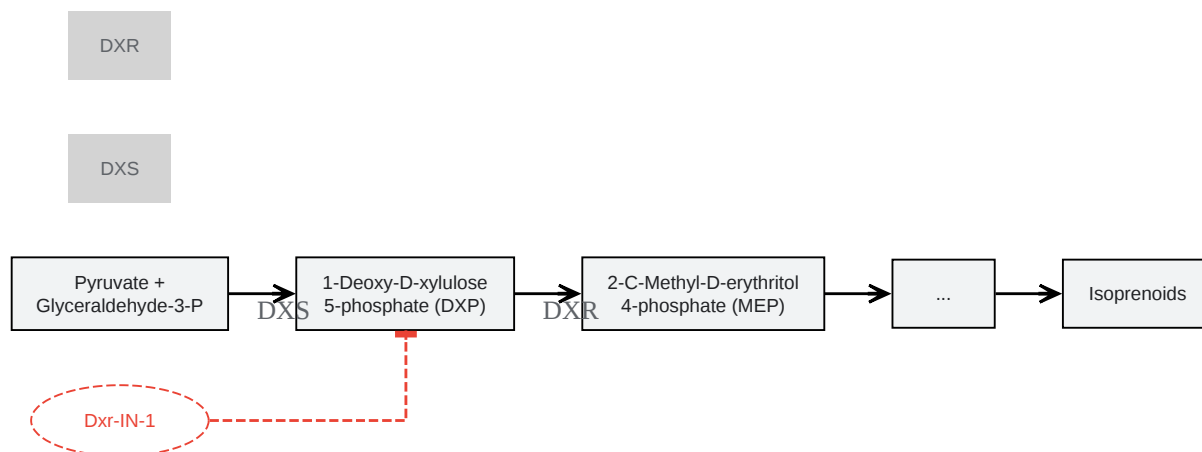 DXR
DXS
Pyruvate +
Glyceraldehyde-3-P
DXS
1-Deoxy-D-xylulose
5-phosphate (DXP)
DXR
2-C-Methyl-D-erythritol
4-phosphate (MEP)
...
Isoprenoids
Dxr-IN-1